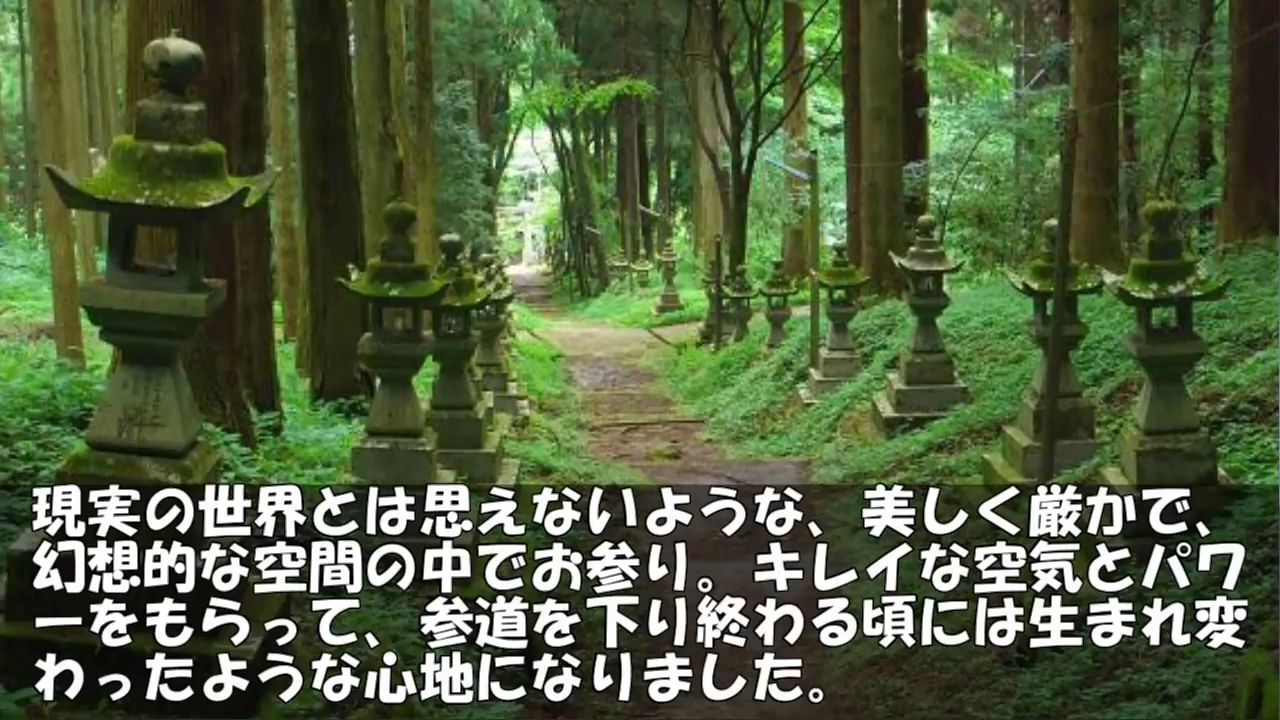 現実の世界とは思えないような、美しく厳かで、
幻想的な空間の中でお参り。キレイな空気とパワ
ーをもらって、参道を下り終わる頃には生まれ変
わったような心地になりました。